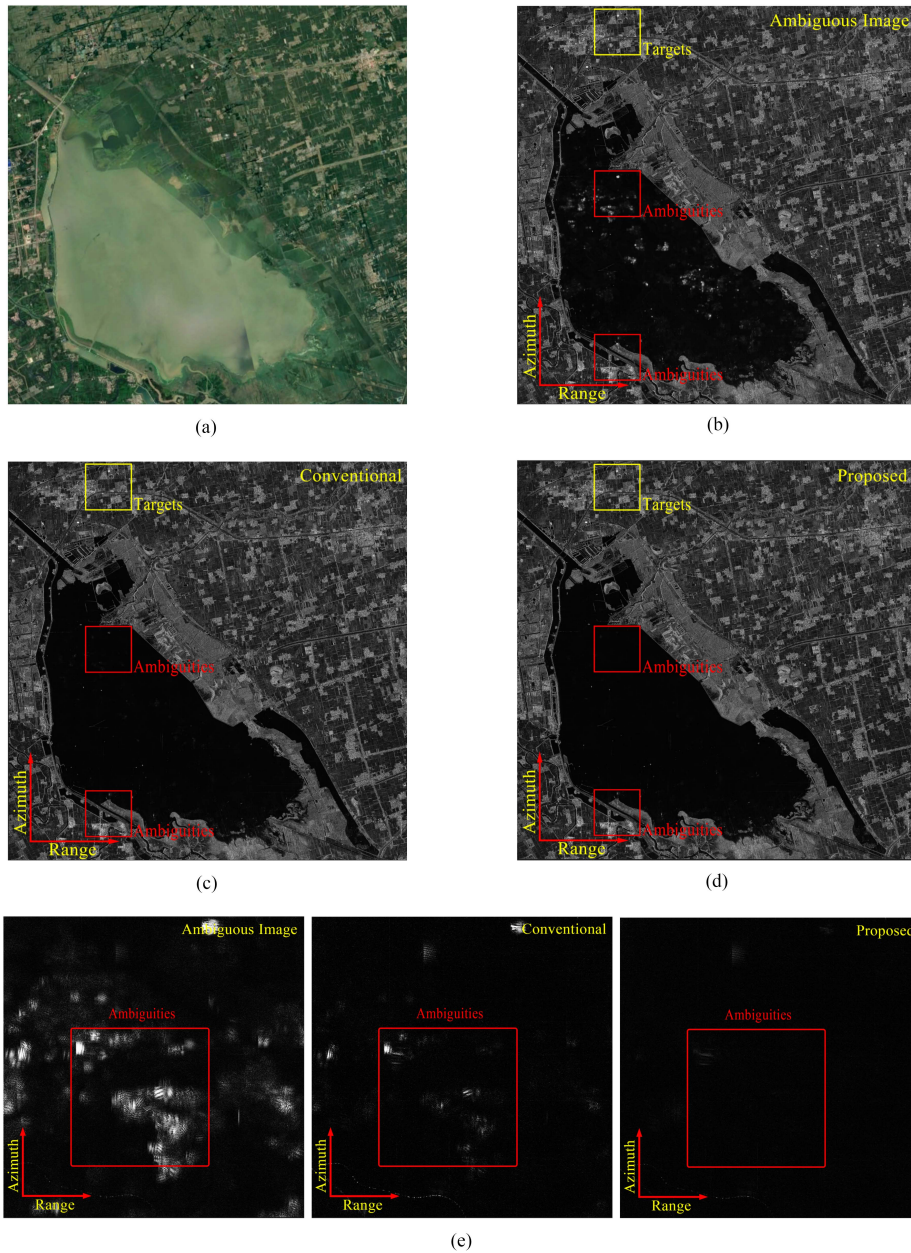 Ambiguous Image
Targets
Ambiguities
Ambiguities
Azimuth
Range
(a)
(b)
Conventional
Targets
Ambiguities
Ambiguities
Azimuth
Range
Proposed
Targets
Ambiguities
Ambiguities
Azimuth
Range
(c)
(d)
Ambiguous Image
Ambiguities
Azimuth
Range
Conventional
Ambiguities
Azimuth
Range
Proposed
Ambiguities
Azimuth
Range
(e)